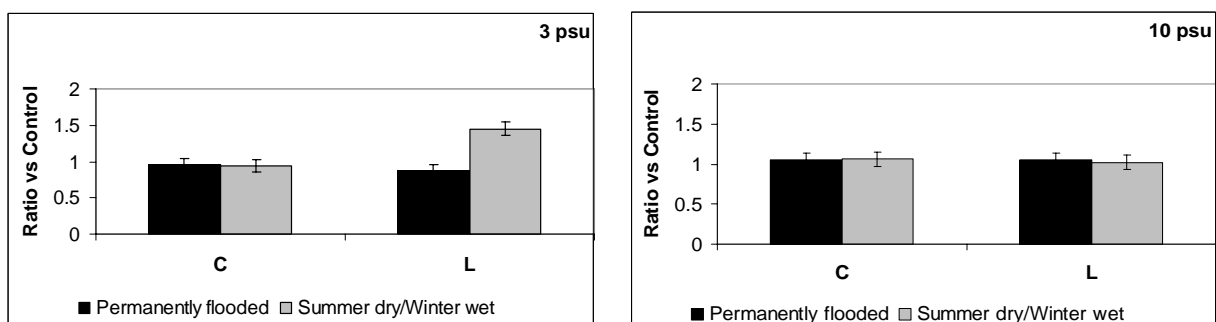 3 psu
Ratio vs Control
2
1.5
1
0.5
0
C
L
Permanently flooded
Summer dry/Winter wet
10 psu
Ratio vs Control
2
1.5
1
0.5
0
C
L
Permanently flooded
Summer dry/Winter wet